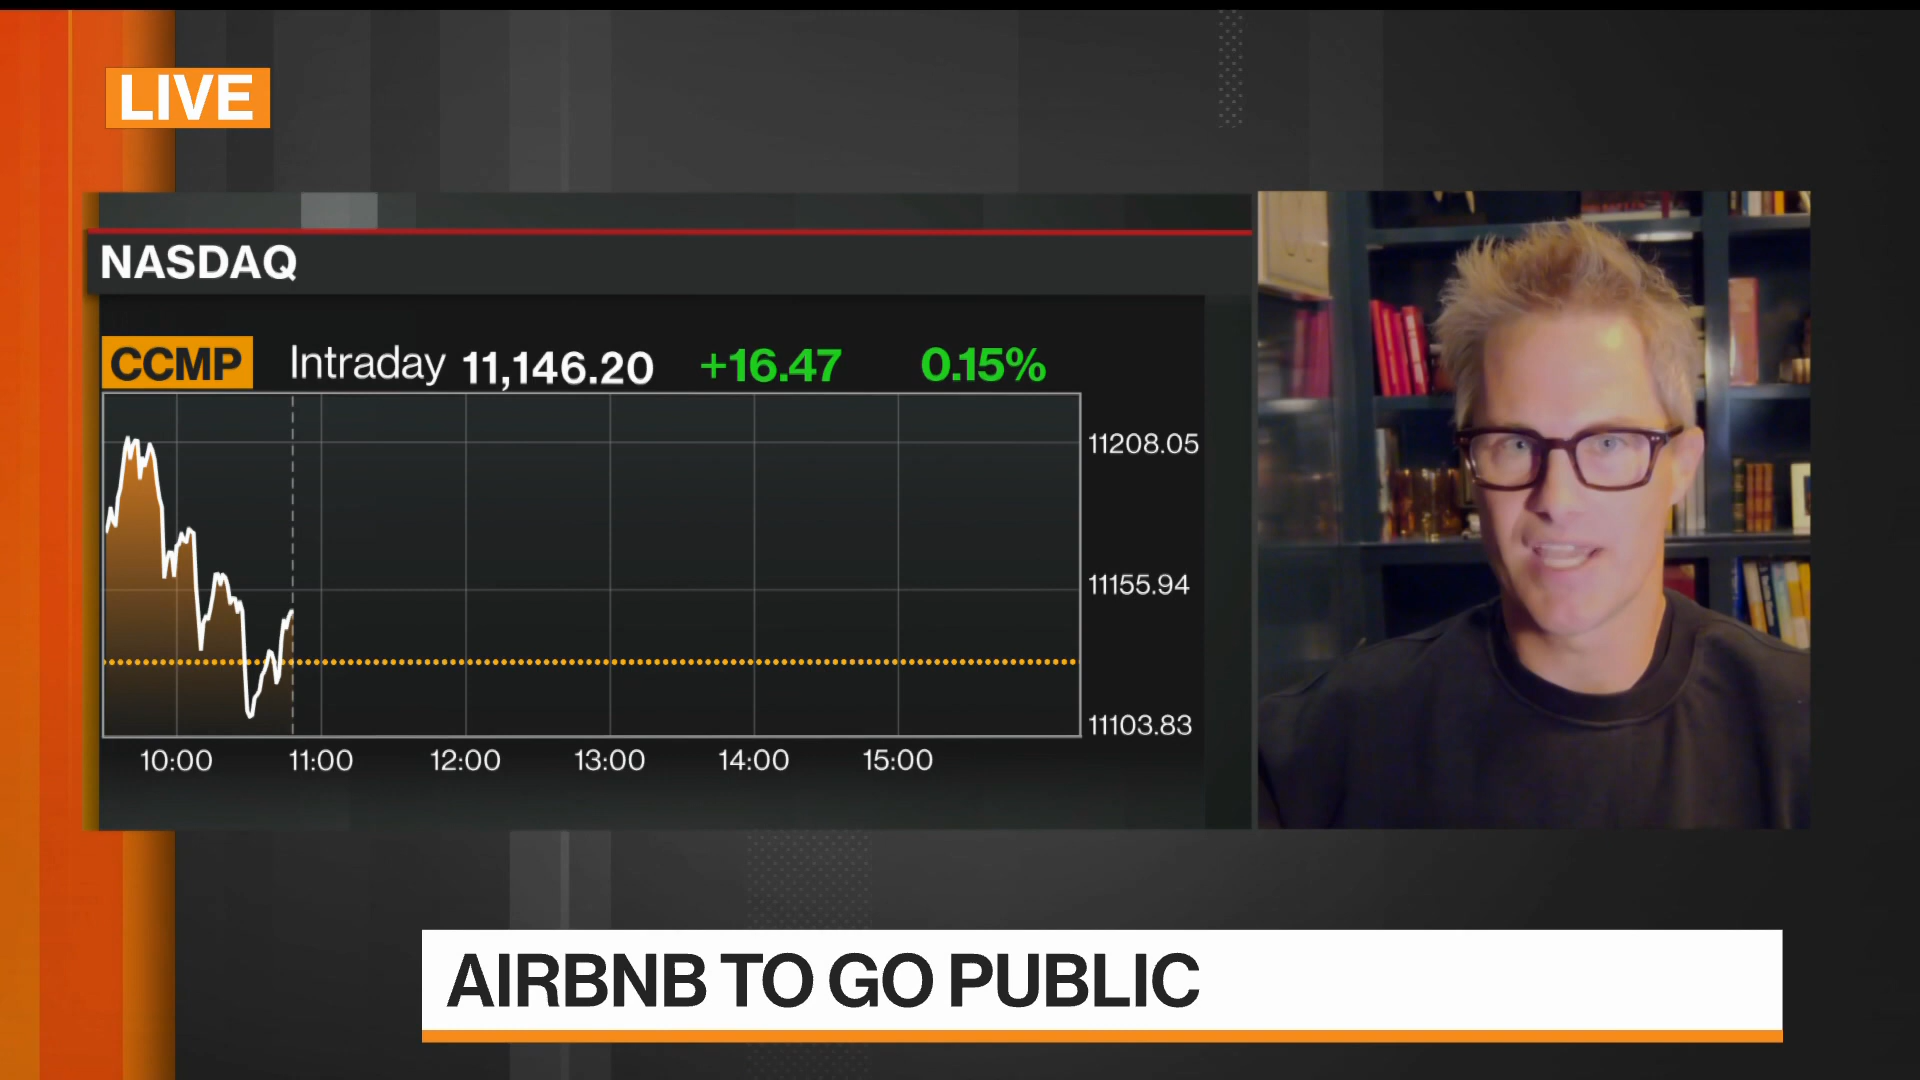 LIVE
NASDAQ
CCMP Intraday 11,146.20 +16.47 0.15%
11208.05
11155.94
11103.83
10:00 11:00 12:00 13:00 14:00 15:00
AIRBNB TO GO PUBLIC